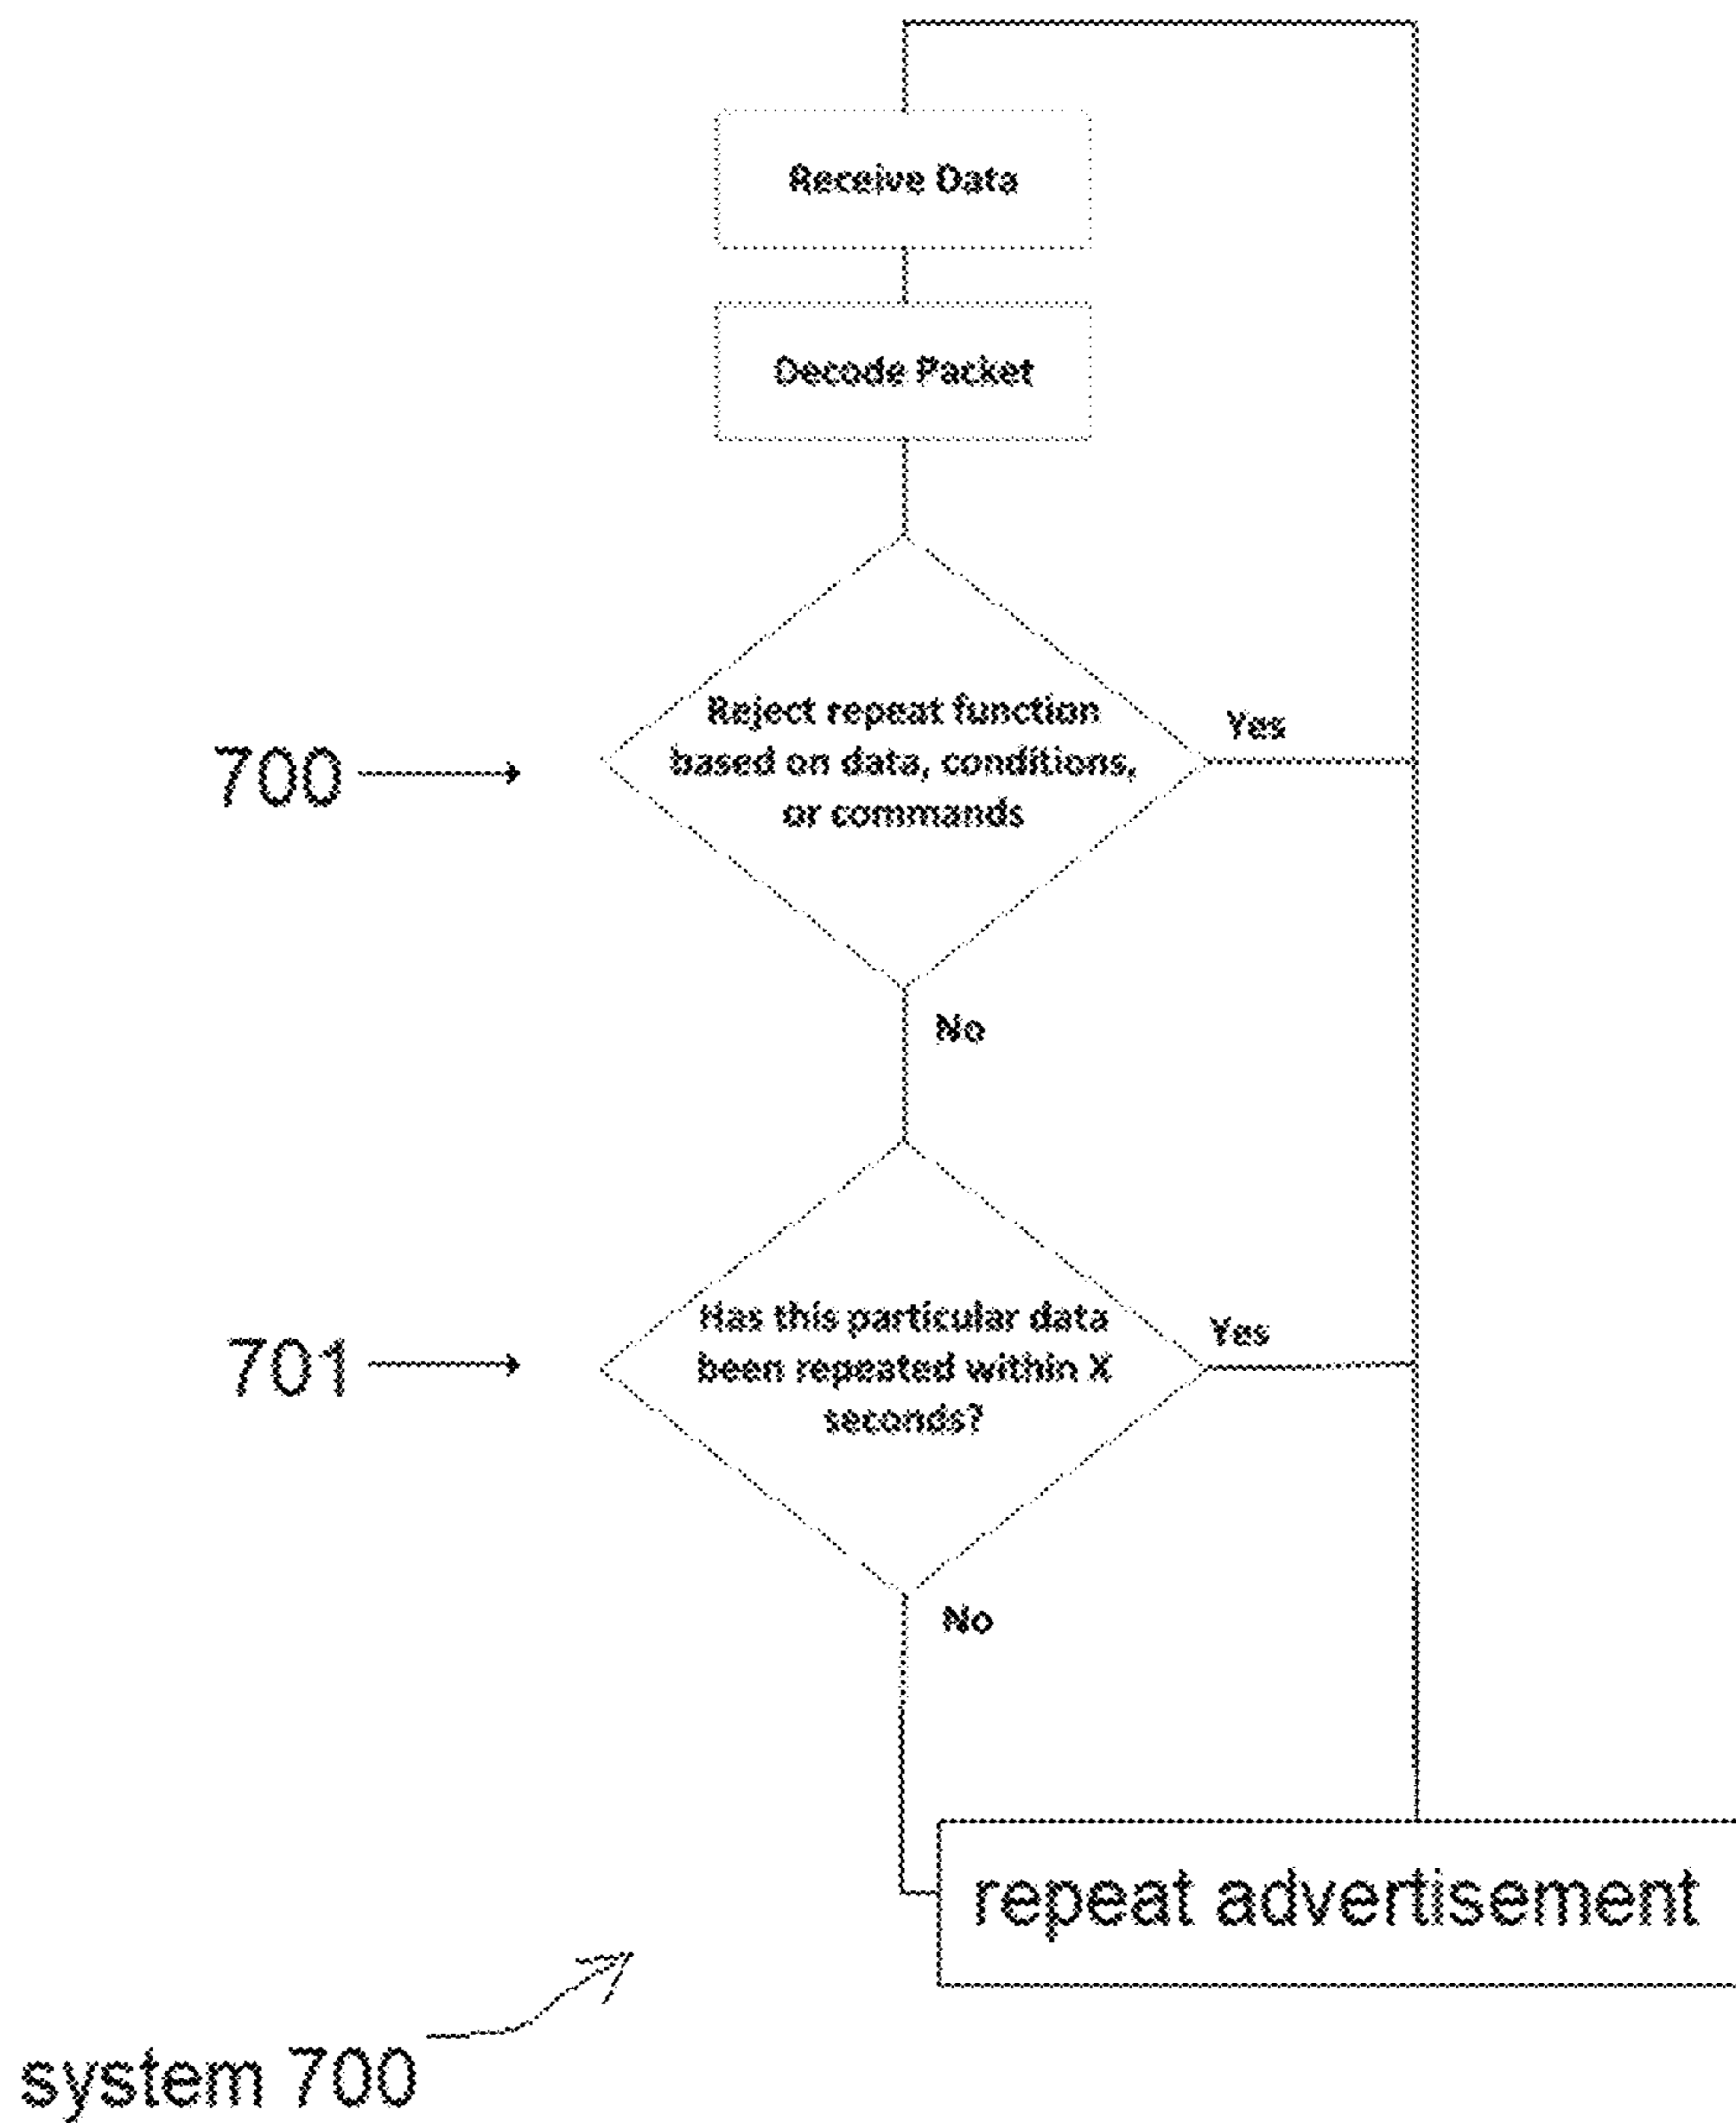 Receive Data
Decode Packet
Reject repeat function
based on data, conditions,
or commands
Yes
700
No
Has this particular data
been repeated within X
seconds?
Yes
701
No
repeat advertisement
system 700